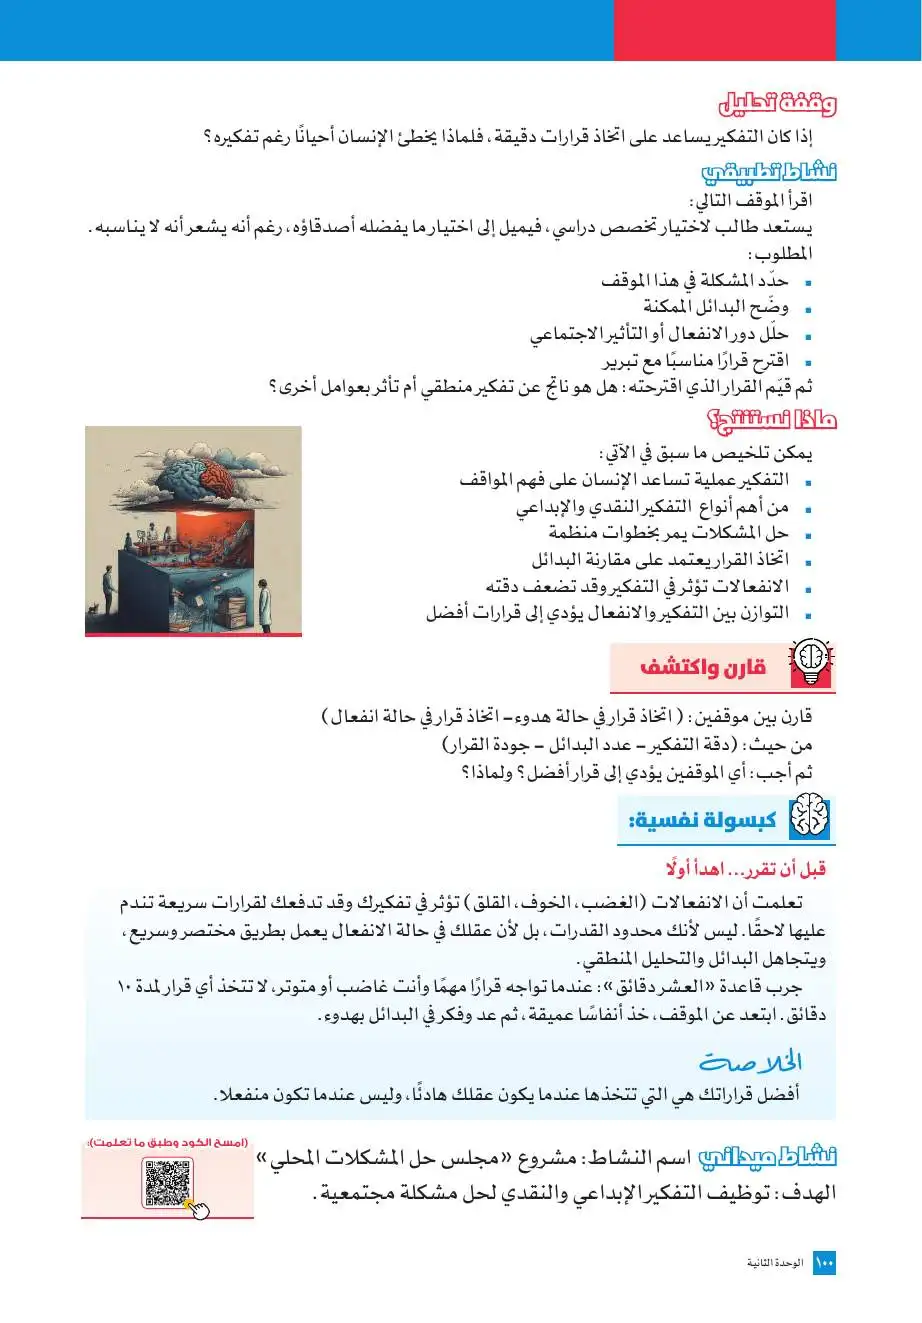 وقفة تحليل
إذا كان التفكير يساعد على اتخاذ قرارات دقيقة، فلماذا يخطئ الإنسان أحيانًا رغم تفكيره؟
نشاط تطبيقي
اقرأ الموقف التالي:
يستعد طالب لاختيار تخصص دراسي، فيميل إلى اختيار ما يفضله أصدقاؤه، رغم أنه يشعر أنه لا يناسبه.
المطلوب:
▪ حدّد المشكلة في هذا الموقف
▪ وضّح البدائل الممكنة
▪ حلّل دور الانفعال أو التأثير الاجتماعي
▪ اقترح قرارًا مناسبًا مع تبرير
ثم قيّم القرار الذي اقترحته: هل هو ناتج عن تفكير منطقي أم تأثر بعوامل أخرى؟
ماذا نستنتج؟
يمكن تلخيص ما سبق في الآتي:
▪ التفكير عملية تساعد الإنسان على فهم المواقف
▪ من أهم أنواع التفكير النقدي والإبداعي
▪ حل المشكلات يمر بخطوات منظمة
▪ اتخاذ القرار يعتمد على مقارنة البدائل
▪ الانفعالات تؤثر في التفكير وقد تضعف دقته
▪ التوازن بين التفكير والانفعال يؤدي إلى قرارات أفضل
قارن واكتشف
قارن بين موقفين: (اتخاذ قرار في حالة هدوء- اتخاذ قرار في حالة انفعال)
من حيث: (دقة التفكير- عدد البدائل - جودة القرار)
ثم أجب: أي الموقفين يؤدي إلى قرار أفضل؟ ولماذا؟
كبسولة نفسية:
قبل أن تقرر... اهدأ أولًا
تعلمت أن الانفعالات (الغضب، الخوف، القلق) تؤثر في تفكيرك وقد تدفعك لقرارات سريعة تندم
عليها لاحقًا. ليس لأنك محدود القدرات، بل لأن عقلك في حالة الانفعال يعمل بطريق مختصر وسريع،
ويتجاهل البدائل والتحليل المنطقي.
جرب قاعدة «العشر دقائق»: عندما تواجه قرارًا مهمًا وأنت غاضب أو متوتر، لا تتخذ أي قرار لمدة ١٠
دقائق. ابتعد عن الموقف، خذ أنفاسًا عميقة، ثم عد وفكر في البدائل بهدوء.
الخلاصة
أفضل قراراتك هي التي تتخذها عندما يكون عقلك هادئًا، وليس عندما تكون منفعلا.
نشاط ميداني اسم النشاط: مشروع «مجلس حل المشكلات المحلي»
الهدف: توظيف التفكير الإبداعي والنقدي لحل مشكلة مجتمعية.
(امسح الكود وطبق ما تعلمت):
١٠٠ الوحدة الثانية